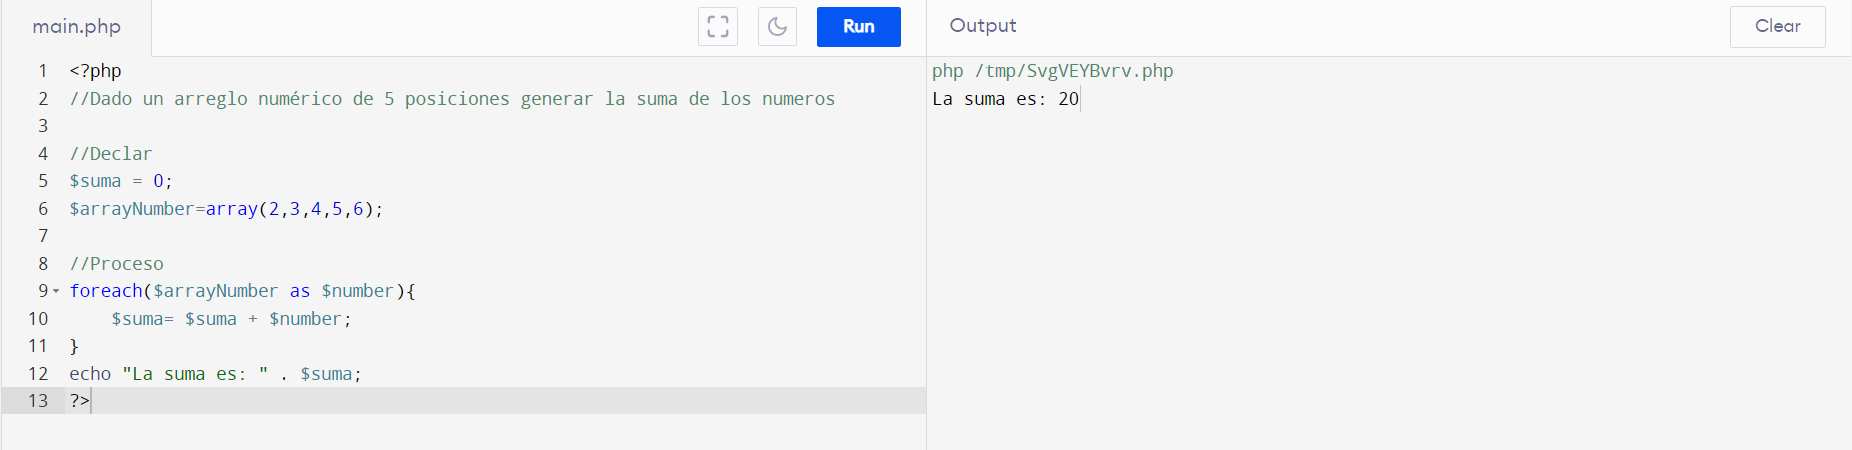 main.php
Run
Output
Clear
1 <?php
2 //Dado un arreglo numérico de 5 posiciones generar la suma de los numeros
3
4 //Declar
5 $suma = 0;
6 $arrayNumber=array(2,3,4,5,6);
7
8 //Proceso
9 foreach($arrayNumber as $number){
10     $suma= $suma + $number;
11 }
12 echo "La suma es: " . $suma;
13 ?>
php /tmp/SvgVEYBvrv.php
La suma es: 20